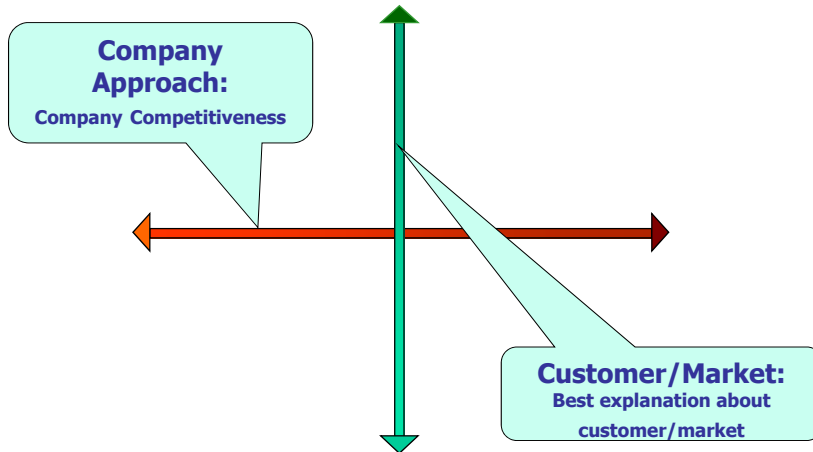 Company
Approach:
Company Competitiveness
Customer/Market:
Best explanation about
customer/market